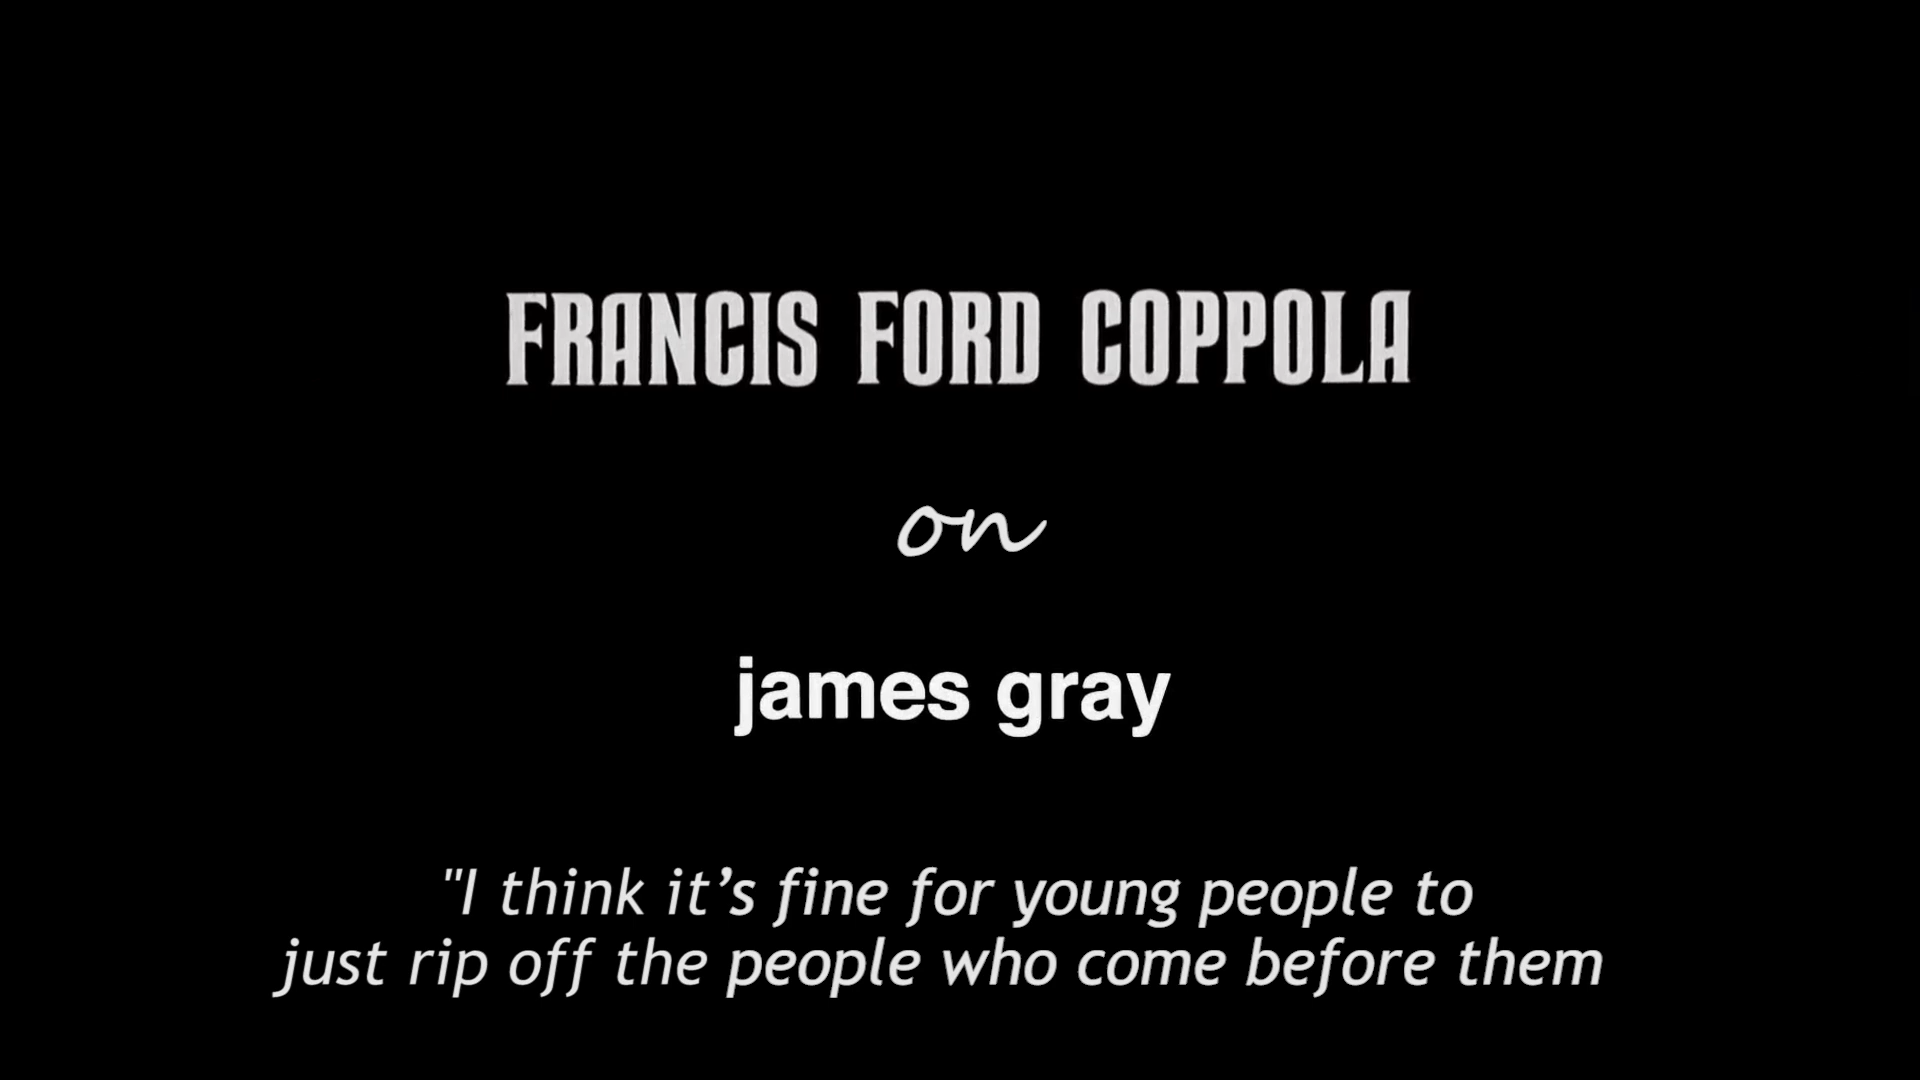 FRANCIS FORD COPPOLA
on
james gray
"I think it’s fine for young people to
just rip off the people who come before them